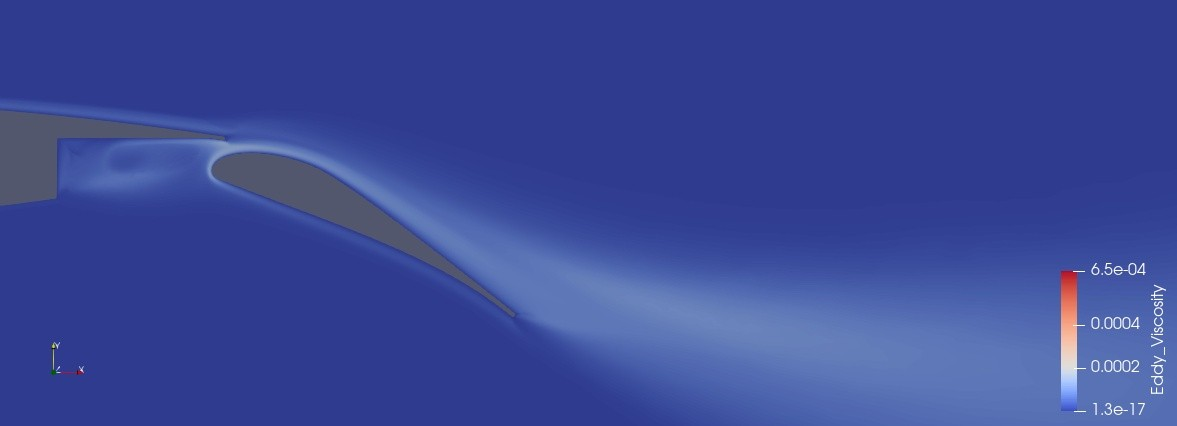 6.5e-04
0.0004
0.0002
1.3e-17
Eddy_Viscosity
Y
Z
X